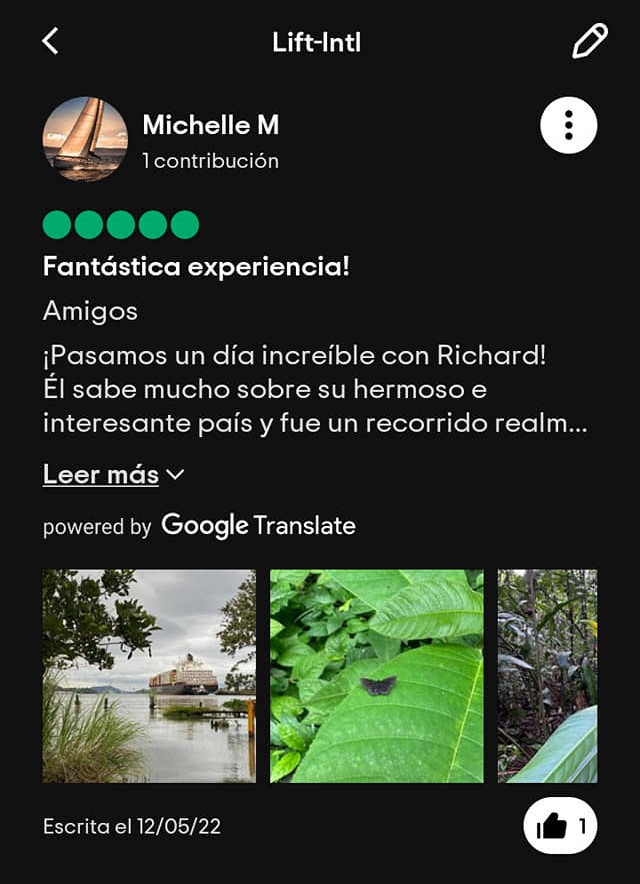 Lift-Intl
Michelle M
1 contribución
Fantástica experiencia!
Amigos
¡Pasamos un día increíble con Richard!
Él sabe mucho sobre su hermoso e
interesante país y fue un recorrido realm...
Leer más
powered by Google Translate
Escrita el 12/05/22
1